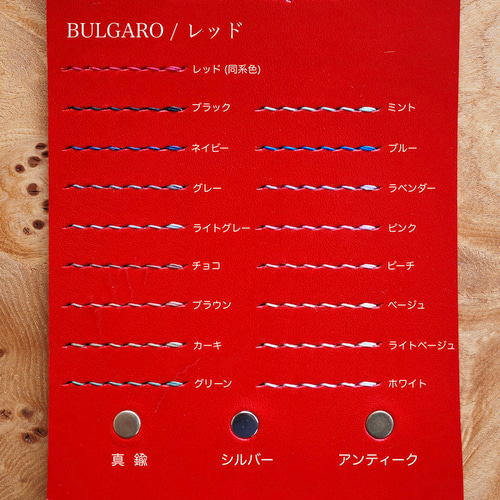 BULGARO / レッド
レッド (同系色)
ブラック
ミント
ネイビー
ブルー
グレー
ラベンダー
ライトグレー
ピンク
チョコ
ピーチ
ブラウン
ベージュ
カーキ
ライトベージュ
グリーン
ホワイト
真鍮 シルバー アンティーク